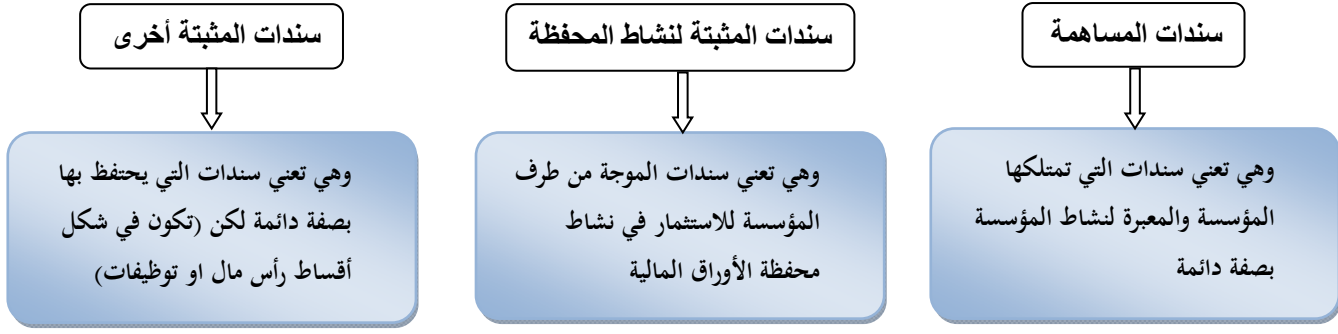 سندات المساهمة
وهي تعني سندات التي تمتلكها
المؤسسة والمعبرة لنشاط المؤسسة
بصفة دائمة
سندات المثبتة لنشاط المحفظة
وهي تعني سندات الموجة من طرف
المؤسسة للاستثمار في نشاط
محفظة الأوراق المالية
سندات المثبتة أخرى
وهي تعني سندات التي يحتفظ بها
بصفة دائمة لكن (تكون في شكل
أقساط رأس مال او توظيفات)